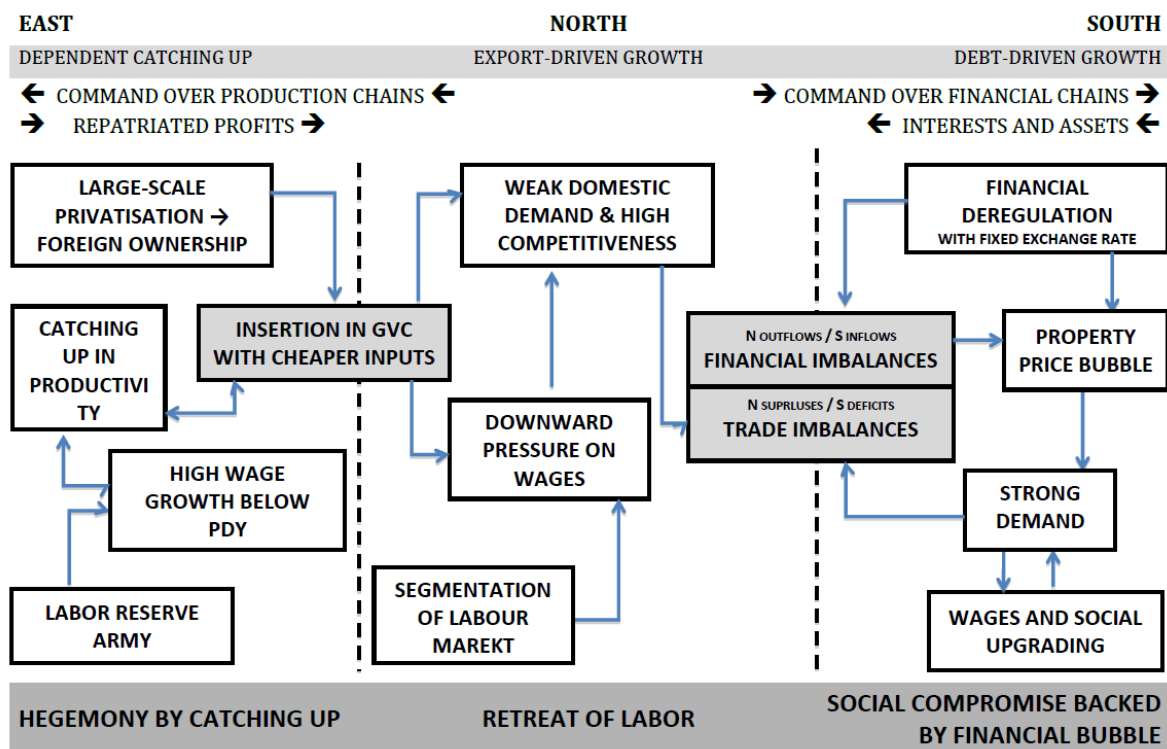 EAST
NORTH
SOUTH
DEPENDENT CATCHING UP
EXPORT-DRIVEN GROWTH
DEBT-DRIVEN GROWTH
← COMMAND OVER PRODUCTION CHAINS ←
→ COMMAND OVER FINANCIAL CHAINS →
→ REPATRIATED PROFITS →
← INTERESTS AND ASSETS ←
LARGE-SCALE
PRIVATISATION →
FOREIGN OWNERSHIP
WEAK DOMESTIC
DEMAND & HIGH
COMPETITIVENESS
FINANCIAL
DEREGULATION
WITH FIXED EXCHANGE RATE
CATCHING
UP IN
PRODUCTIVI
TY
INSERTION IN GVC
WITH CHEAPER INPUTS
N OUTFLOWS / S INFLOWS
FINANCIAL IMBALANCES
N SUPRLUSES / S DEFICITS
TRADE IMBALANCES
PROPERTY
PRICE BUBBLE
DOWNWARD
PRESSURE ON
WAGES
HIGH WAGE
GROWTH BELOW
PDY
STRONG
DEMAND
LABOR RESERVE
ARMY
SEGMENTATION
OF LABOUR
MAREKT
WAGES AND SOCIAL
UPGRADING
HEGEMONY BY CATCHING UP
RETREAT OF LABOR
SOCIAL COMPROMISE BACKED
BY FINANCIAL BUBBLE